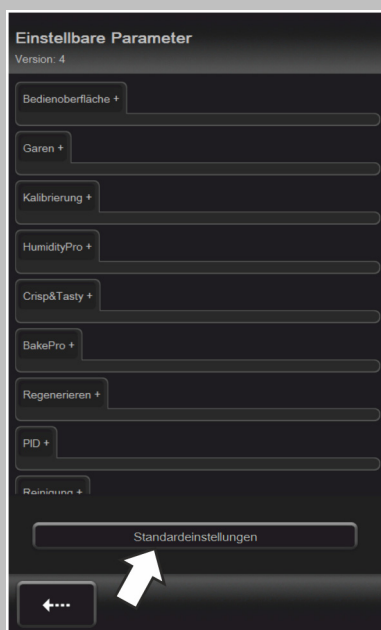 Einstellbare Parameter
Version: 4
Bedienoberfläche +
Garen +
Kalibrierung +
HumidityPro +
Crisp&Tasty +
BakePro +
Regenerieren +
PID +
Reinigung +
Standardeinstellungen